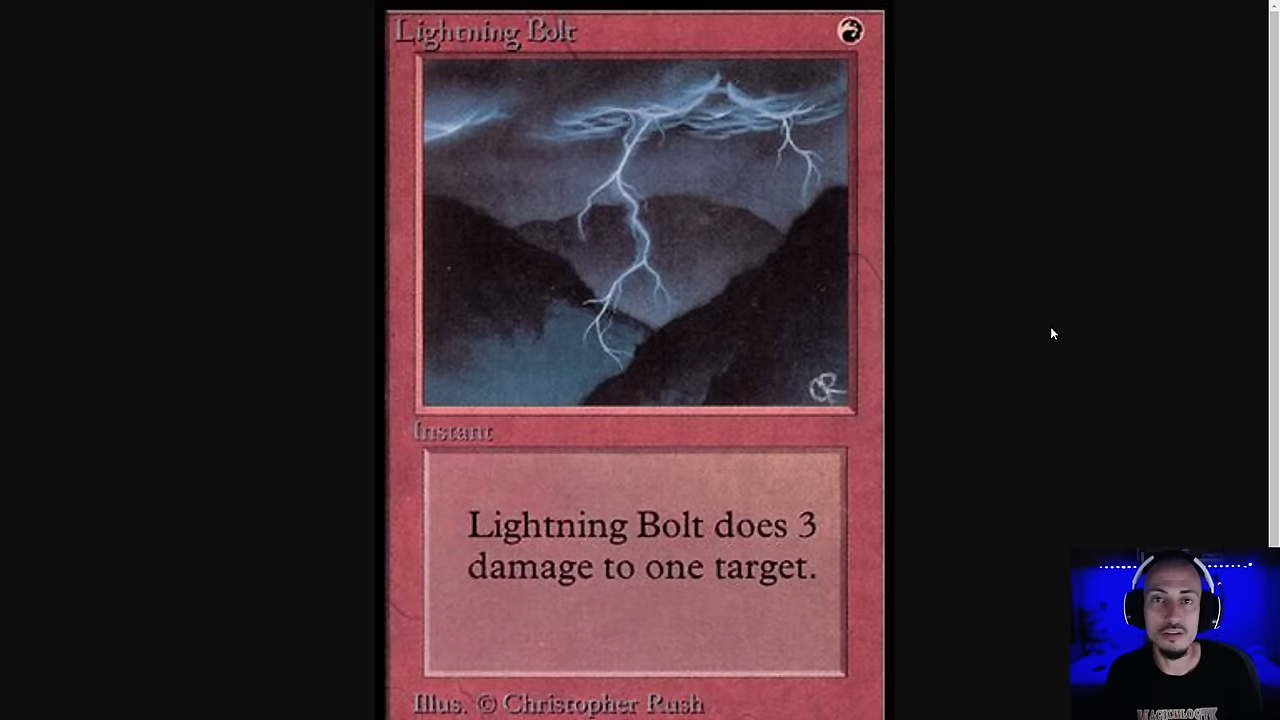 Lightning Bolt
Instant
Lightning Bolt does 3
damage to one target.
Illus. © Christopher Rush